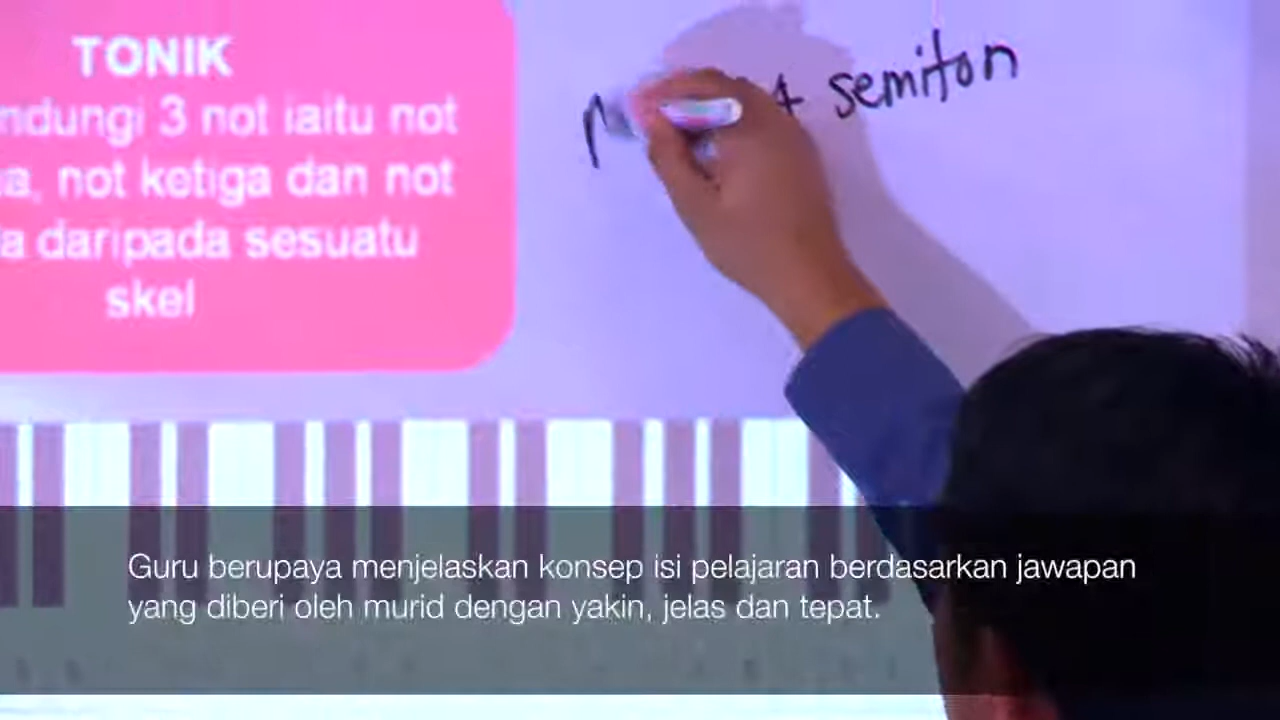 TONIK
3 not iaitu not
not ketiga dan not
daripada sesuatu
skel
4 semiton
Guru berupaya menjelaskan konsep isi pelajaran berdasarkan jawapan
yang diberi oleh murid dengan yakin, jelas dan tepat.